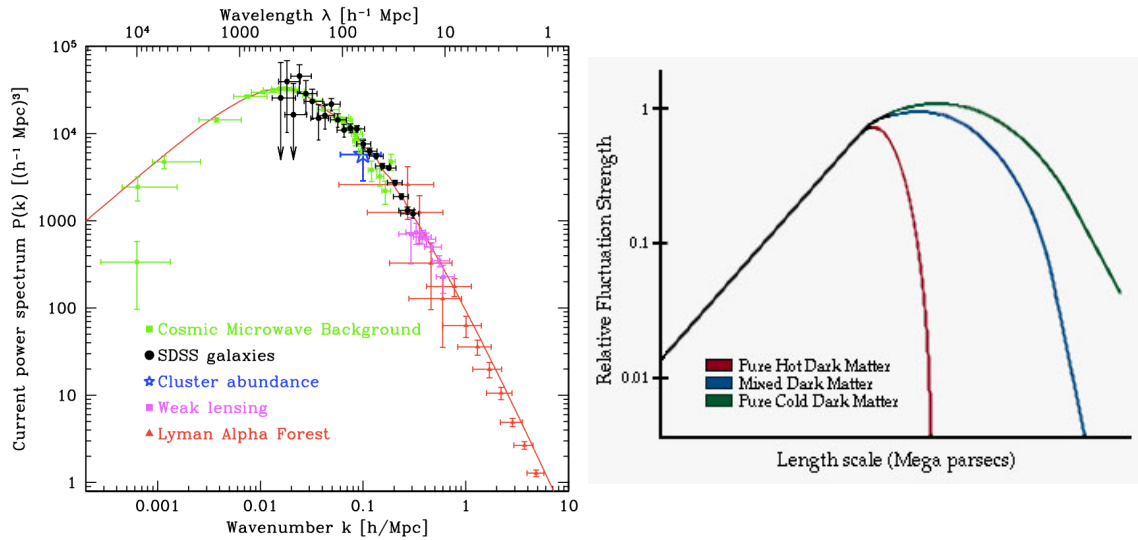 Wavelength λ [h⁻¹ Mpc]
10⁴ 1000 100 10 1
Current power spectrum P(k) [(h⁻¹ Mpc)³]
10⁵
10⁴
1000
100
10
1
Cosmic Microwave Background
SDSS galaxies
Cluster abundance
Weak lensing
Lyman Alpha Forest
0.001 0.01 0.1 1 10
Wavenumber k [h/Mpc]
Relative Fluctuation Strength
1
0.1
0.01
Pure Hot Dark Matter
Mixed Dark Matter
Pure Cold Dark Matter
Length scale (Mega parsecs)